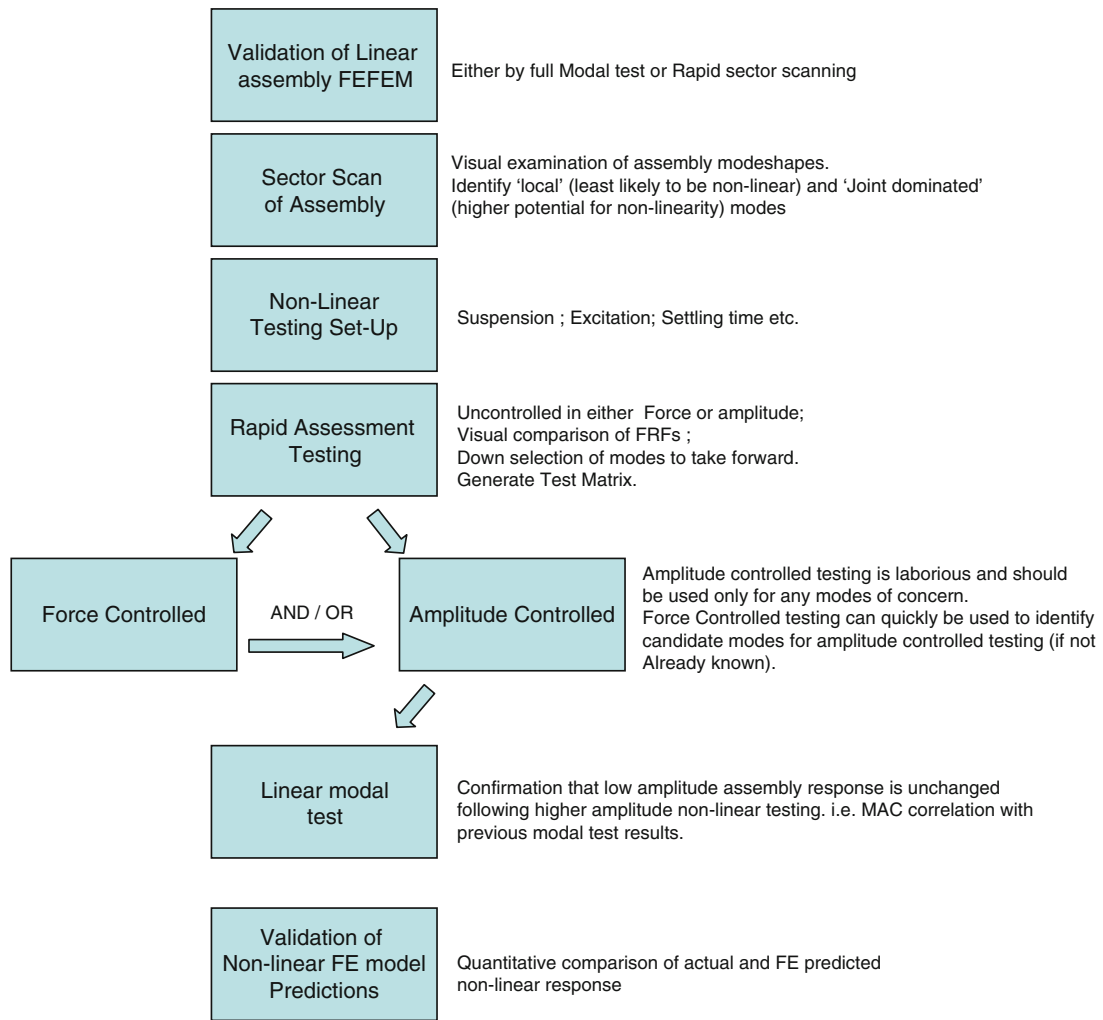 Validation of Linear
assembly FEFEM
Either by full Modal test or Rapid sector scanning
Sector Scan
of Assembly
Visual examination of assembly modeshapes.
Identify ‘local’ (least likely to be non-linear) and ‘Joint dominated’
(higher potential for non-linearity) modes
Non-Linear
Testing Set-Up
Suspension ; Excitation; Settling time etc.
Rapid Assessment
Testing
Uncontrolled in either Force or amplitude;
Visual comparison of FRFs ;
Down selection of modes to take forward.
Generate Test Matrix.
Force Controlled
AND / OR
Amplitude Controlled
Amplitude controlled testing is laborious and should
be used only for any modes of concern.
Force Controlled testing can quickly be used to identify
candidate modes for amplitude controlled testing (if not
Already known).
Linear modal
test
Confirmation that low amplitude assembly response is unchanged
following higher amplitude non-linear testing. i.e. MAC correlation with
previous modal test results.
Validation of
Non-linear FE model
Predictions
Quantitative comparison of actual and FE predicted
non-linear response